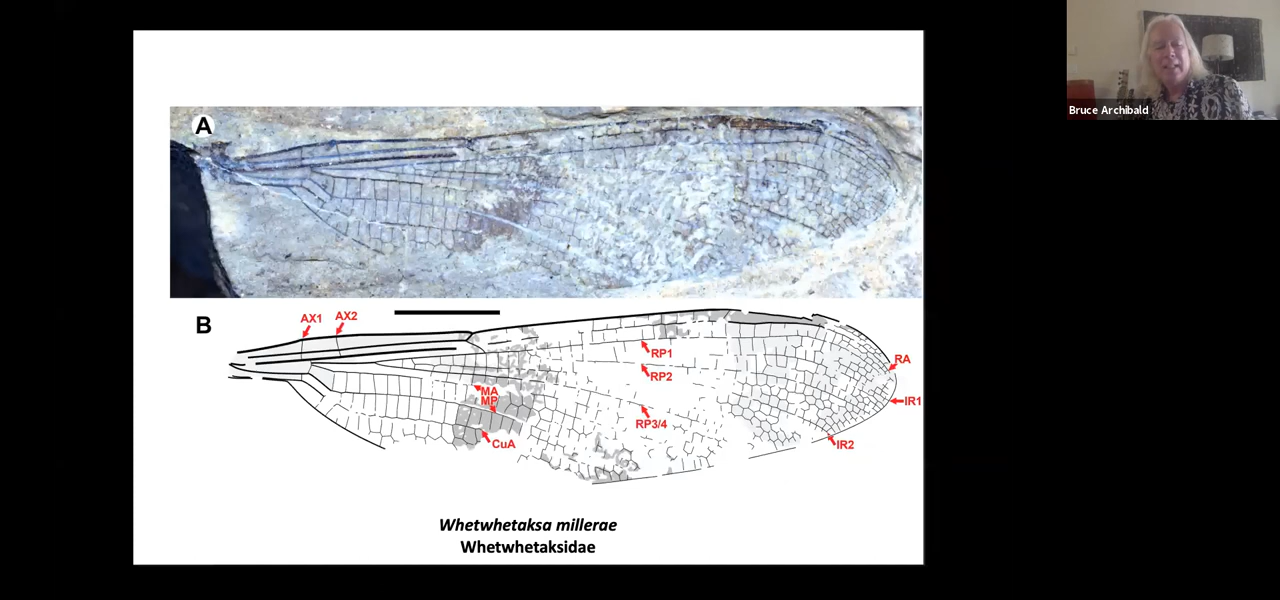 Bruce Archibald
A
B
AX1
AX2
RP1
RP2
RA
MA
MP
IR1
RP3/4
CuA
IR2
Whetwhetaksa millerae
Whetwhetaksidae